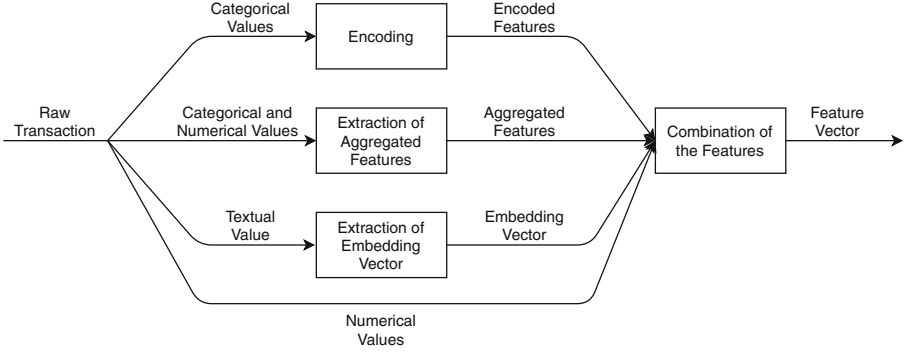 Categorical
Values
Encoding
Encoded
Features
Raw
Transaction
Categorical and
Numerical Values
Extraction of
Aggregated
Features
Aggregated
Features
Combination of
the Features
Feature
Vector
Textual
Value
Extraction of
Embedding
Vector
Embedding
Vector
Numerical
Values